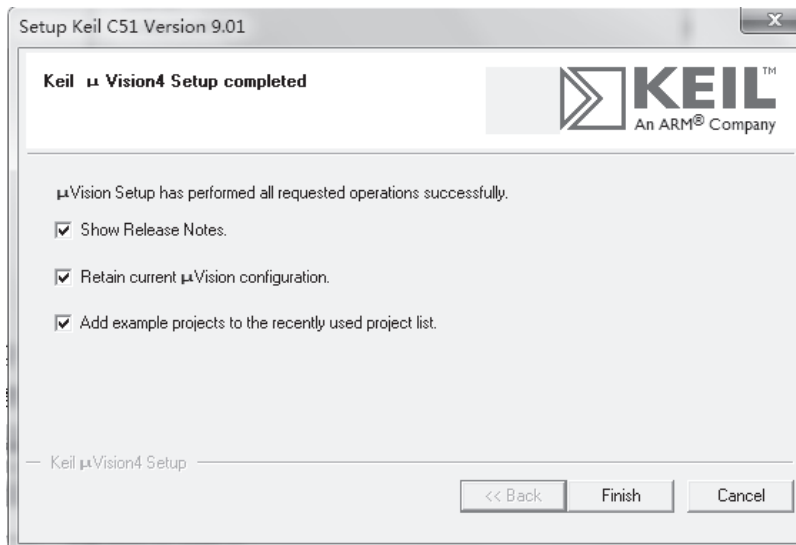 Setup Keil C51 Version 9.01
Keil μ Vision4 Setup completed
KEIL™
An ARM® Company
μVision Setup has performed all requested operations successfully.
Show Release Notes.
Retain current μVision configuration.
Add example projects to the recently used project list.
Keil μVision4 Setup
<< Back
Finish
Cancel